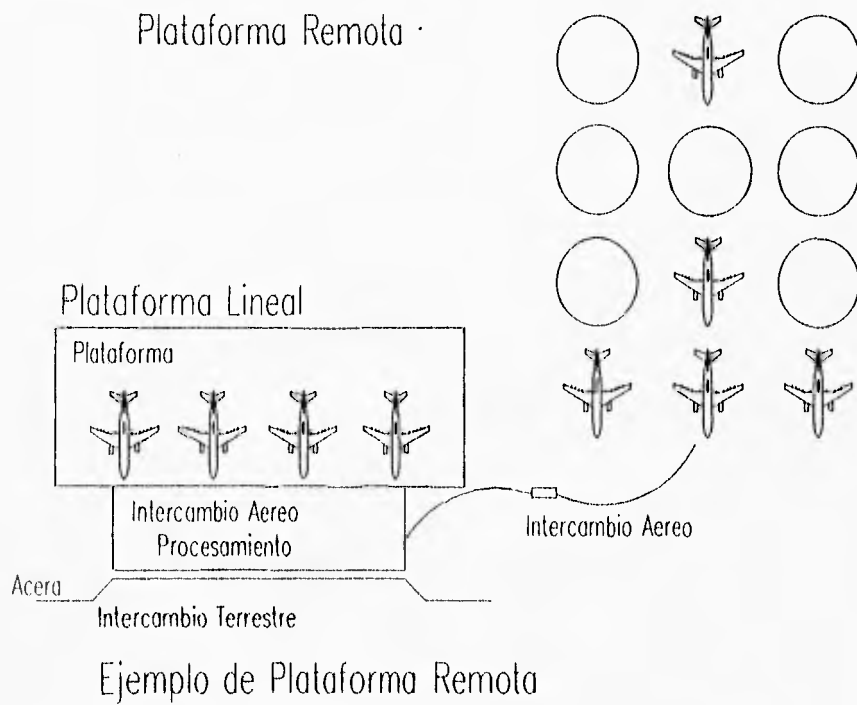 Plataforma Remota
Plataforma Lineal
Plataforma
Intercambio Aereo
Procesamiento
Intercambio Aereo
Acera
Intercambio Terrestre
Ejemplo de Plataforma Remota